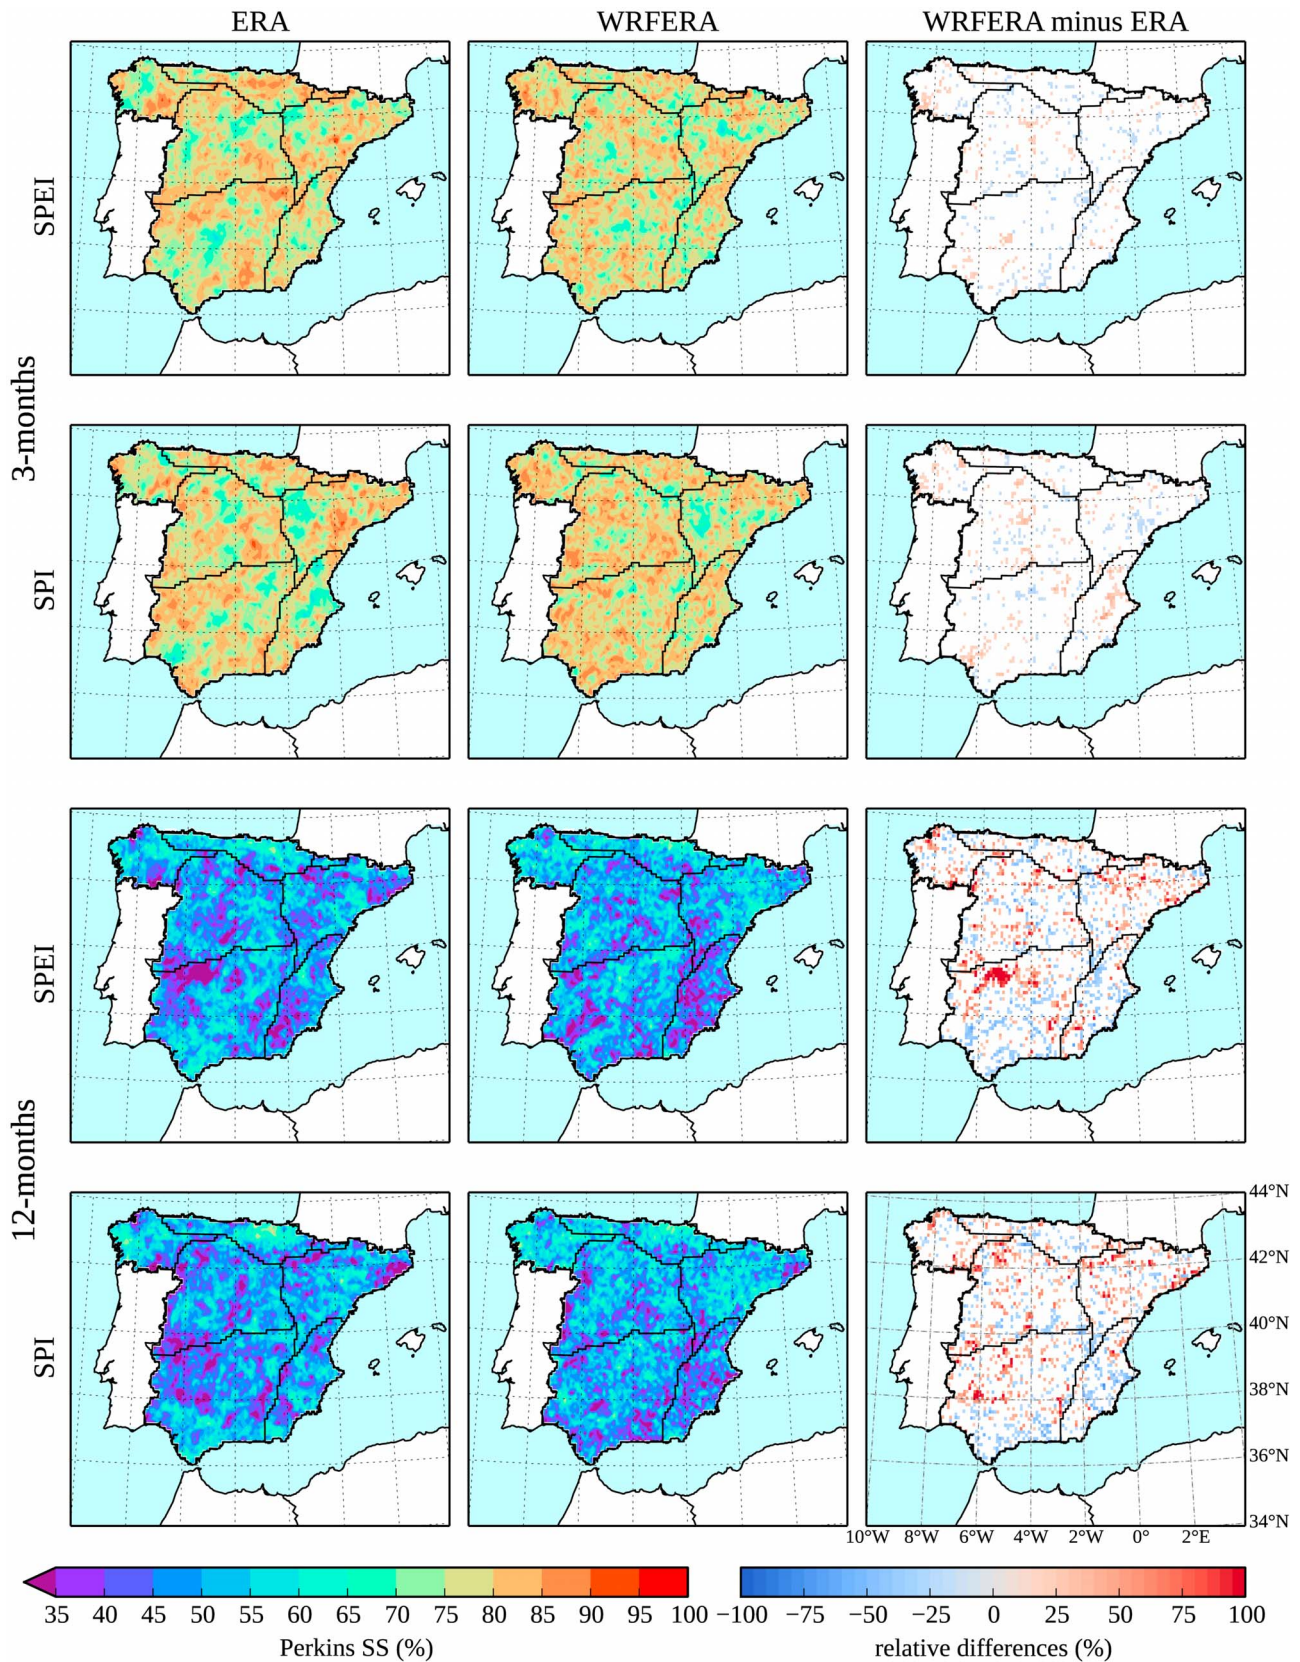 ERA
WRFERA
WRFERA minus ERA
3-months
SPEI
SPI
12-months
SPEI
SPI
44°N
42°N
40°N
38°N
36°N
34°N
10°W 8°W 6°W 4°W 2°W 0° 2°E
35 40 45 50 55 60 65 70 75 80 85 90 95 100
Perkins SS (%)
−100 −75 −50 −25 0 25 50 75 100
relative differences (%)